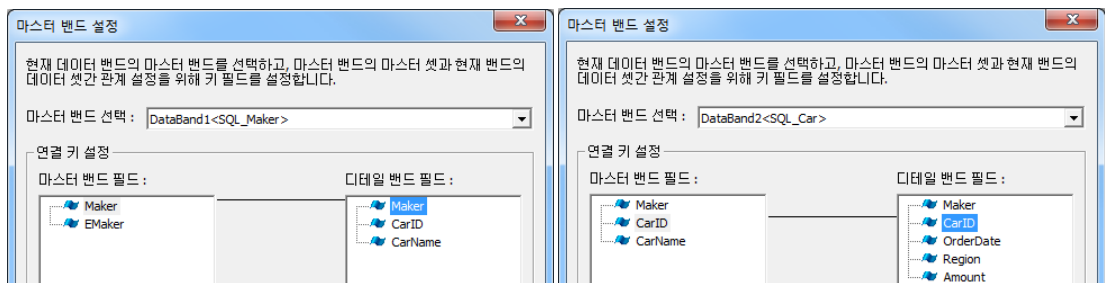 마스터 밴드 설정
현재 데이터 밴드의 마스터 밴드를 선택하고, 마스터 밴드의 마스터 셋과 현재 밴드의
데이터 셋간 관계 설정을 위해 키 필드를 설정합니다.
마스터 밴드 선택 : DataBand1<SQL_Maker>
연결 키 설정
마스터 밴드 필드 : 디테일 밴드 필드 :
Maker Maker
EMaker CarID
CarName
마스터 밴드 설정
현재 데이터 밴드의 마스터 밴드를 선택하고, 마스터 밴드의 마스터 셋과 현재 밴드의
데이터 셋간 관계 설정을 위해 키 필드를 설정합니다.
마스터 밴드 선택 : DataBand2<SQL_Car>
연결 키 설정
마스터 밴드 필드 : 디테일 밴드 필드 :
Maker Maker
CarID CarID
CarName OrderDate
Region
Amount